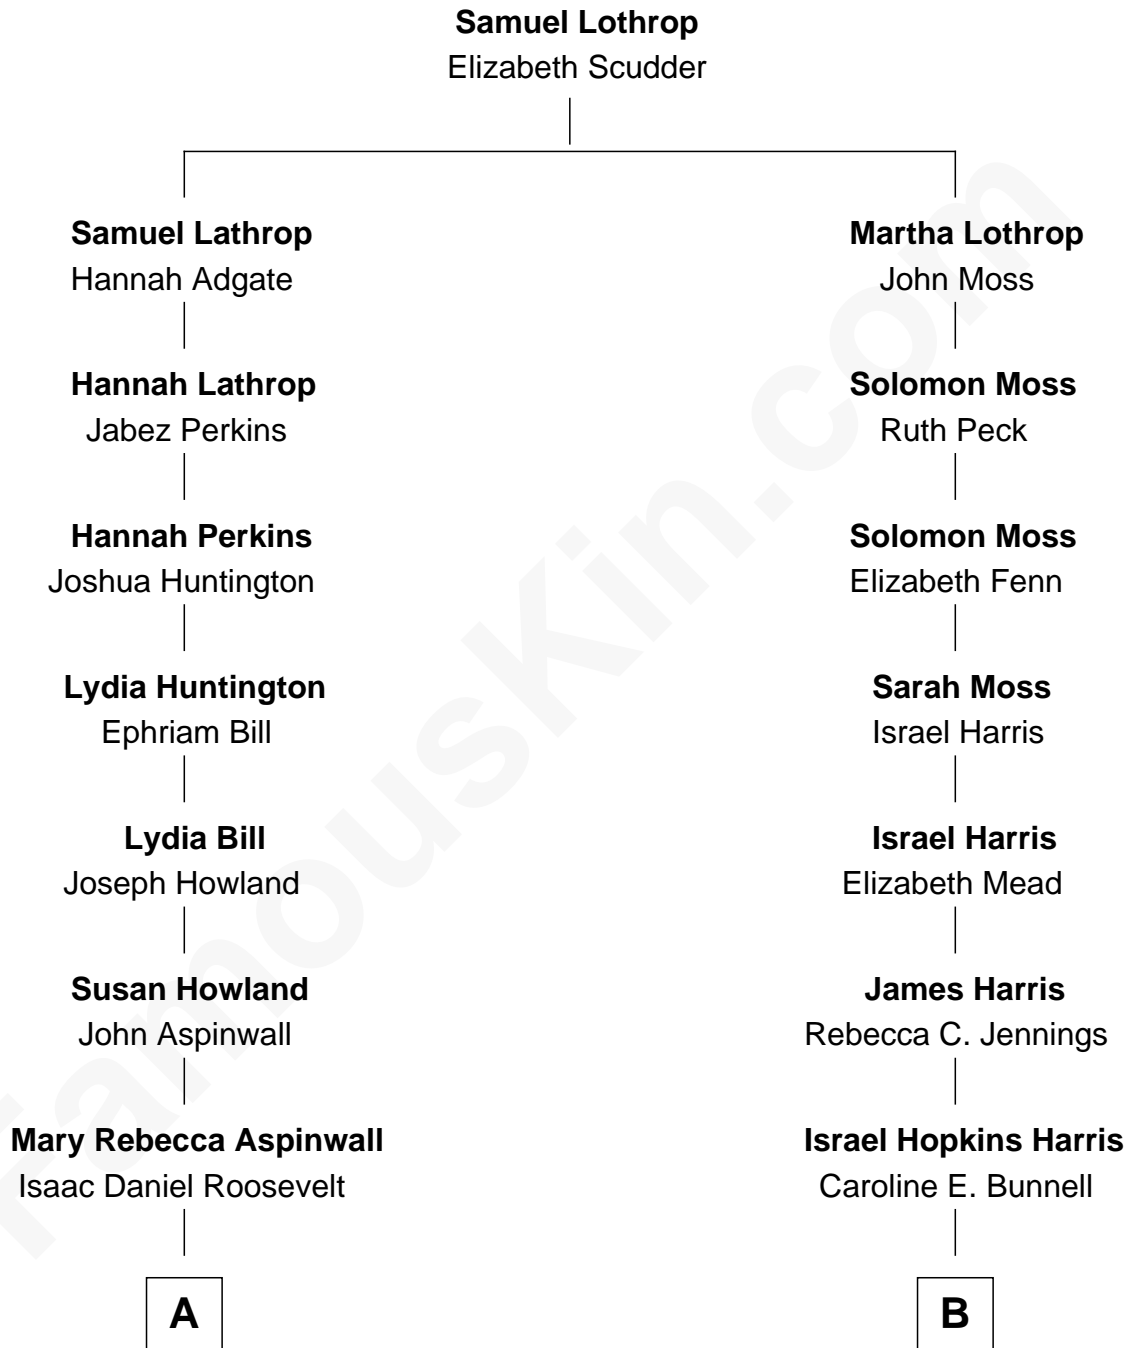 Samuel Lothrop
Elizabeth Scudder
Samuel Lathrop
Hannah Adgate
Martha Lothrop
John Moss
Hannah Lathrop
Jabez Perkins
Solomon Moss
Ruth Peck
Hannah Perkins
Joshua Huntington
Solomon Moss
Elizabeth Fenn
Lydia Huntington
Ephriam Bill
Sarah Moss
Israel Harris
Lydia Bill
Joseph Howland
Israel Harris
Elizabeth Mead
Susan Howland
John Aspinwall
James Harris
Rebecca C. Jennings
Mary Rebecca Aspinwall
Isaac Daniel Roosevelt
Israel Hopkins Harris
Caroline E. Bunnell
A
B
FamousKin.com